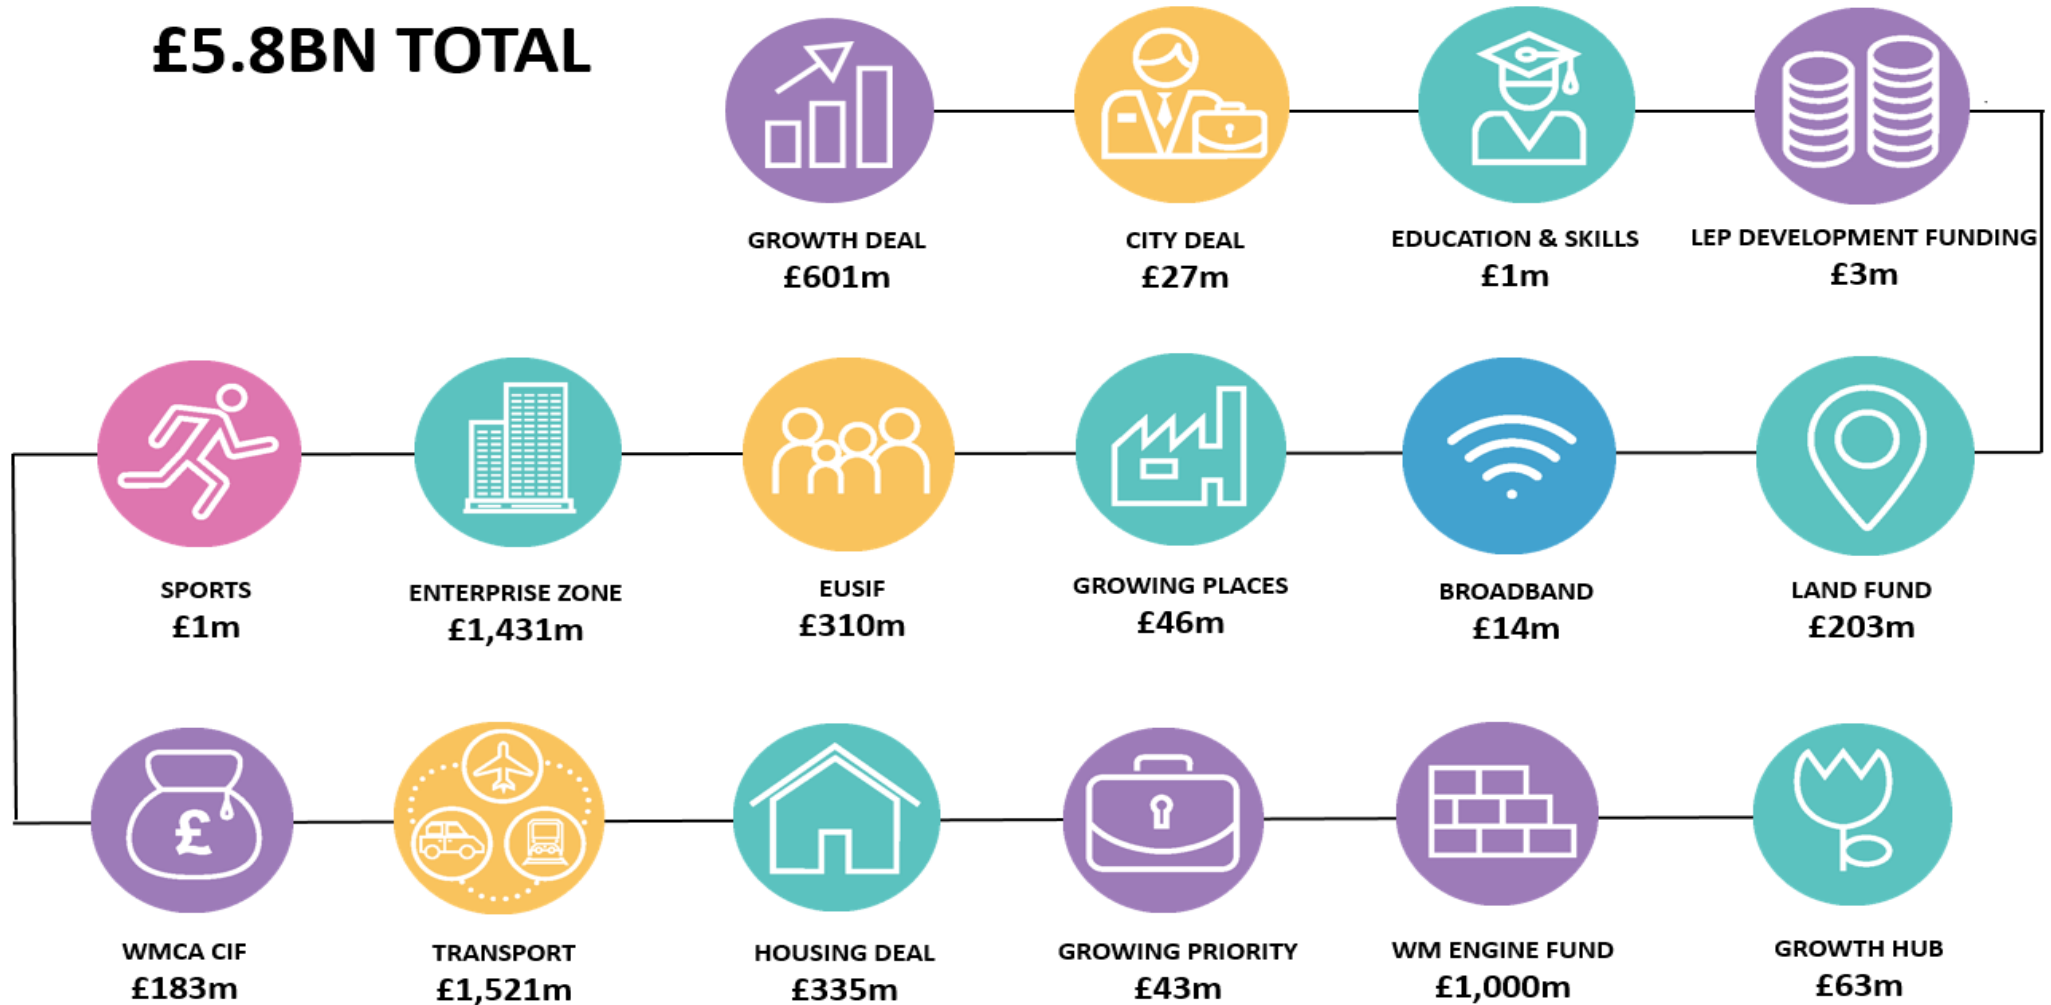 £5.8BN TOTAL
GROWTH DEAL
£601m
CITY DEAL
£27m
EDUCATION & SKILLS
£1m
LEP DEVELOPMENT FUNDING
£3m
SPORTS
£1m
ENTERPRISE ZONE
£1,431m
EUSIF
£310m
GROWING PLACES
£46m
BROADBAND
£14m
LAND FUND
£203m
£
WMCA CIF
£183m
TRANSPORT
£1,521m
HOUSING DEAL
£335m
GROWING PRIORITY
£43m
WM ENGINE FUND
£1,000m
GROWTH HUB
£63m